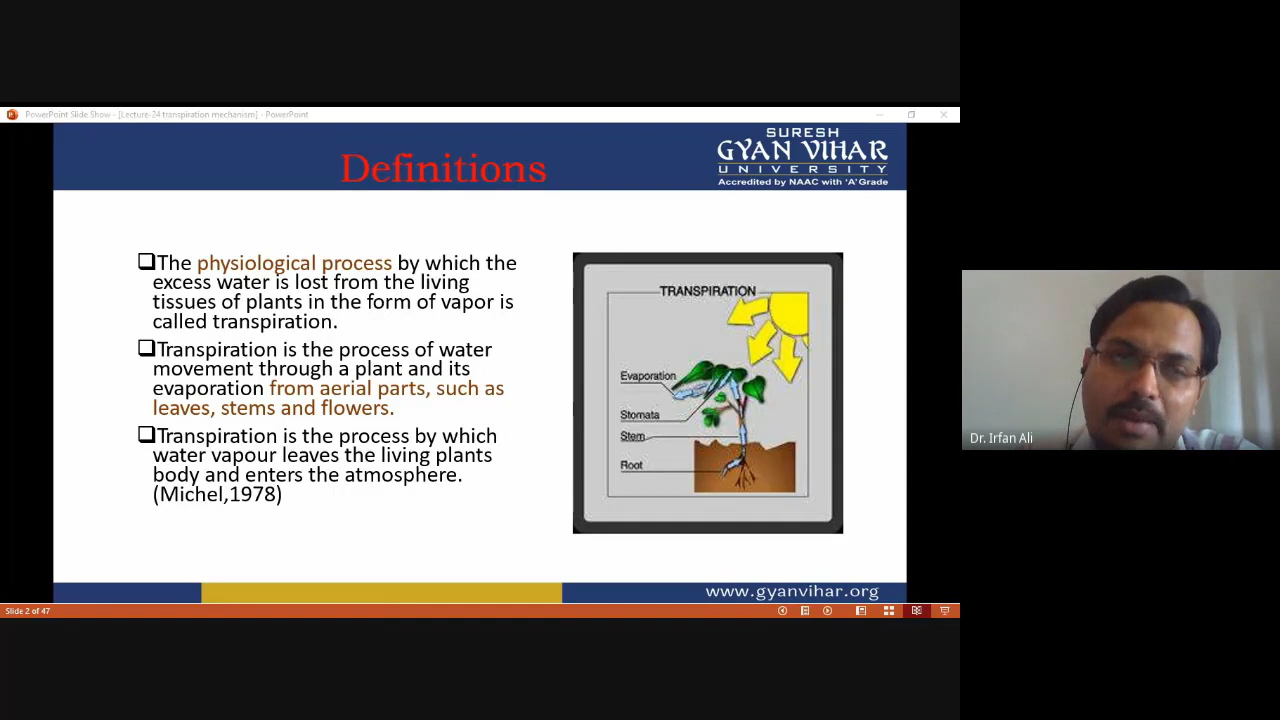 PowerPoint Slide Show - [Lecture-24 transpiration mechanism] - PowerPoint
Definitions
SURESH
GYAN VIHAR
UNIVERSITY
Accredited by NAAC with 'A' Grade
The physiological process by which the
excess water is lost from the living
tissues of plants in the form of vapor is
called transpiration.
Transpiration is the process of water
movement through a plant and its
evaporation from aerial parts, such as
leaves, stems and flowers.
Transpiration is the process by which
water vapour leaves the living plants
body and enters the atmosphere.
(Michel,1978)
TRANSPIRATION
Evaporation
Stomata
Stem
Root
www.gyanvihar.org
Slide 2 of 47
Dr. Irfan Ali